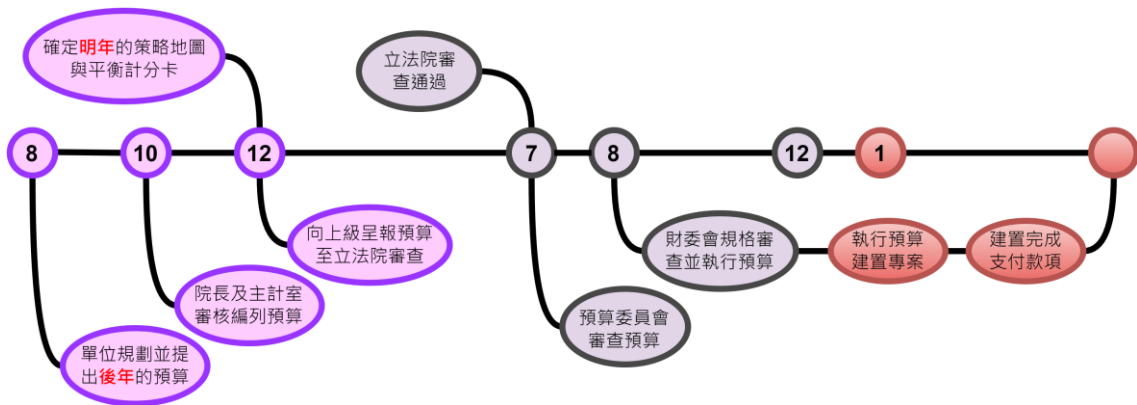 確定明年的策略地圖
與平衡計分卡
立法院審
查通過
8
10
12
7
8
12
1
向上級呈報預算
至立法院審查
財委會規格審
查並執行預算
執行預算
建置專案
建置完成
支付款項
院長及主計室
審核編列預算
預算委員會
審查預算
單位規劃並提
出後年的預算